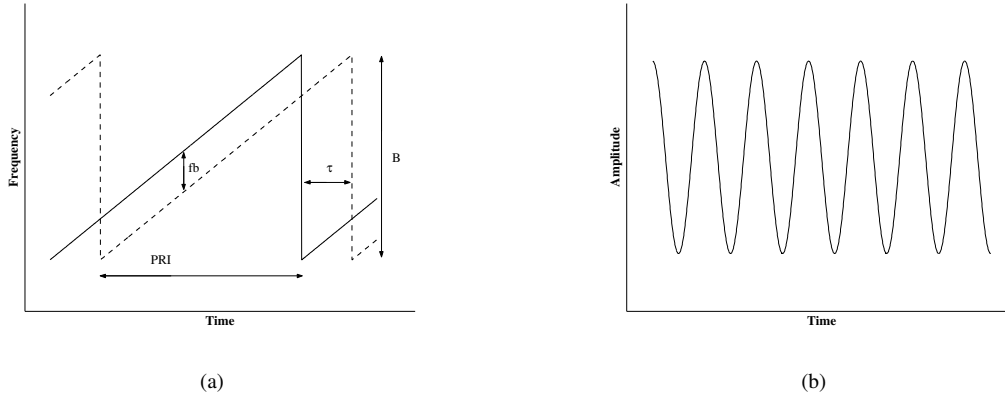 Frequency
fb
τ
B
PRI
Time
(a)
Amplitude
Time
(b)